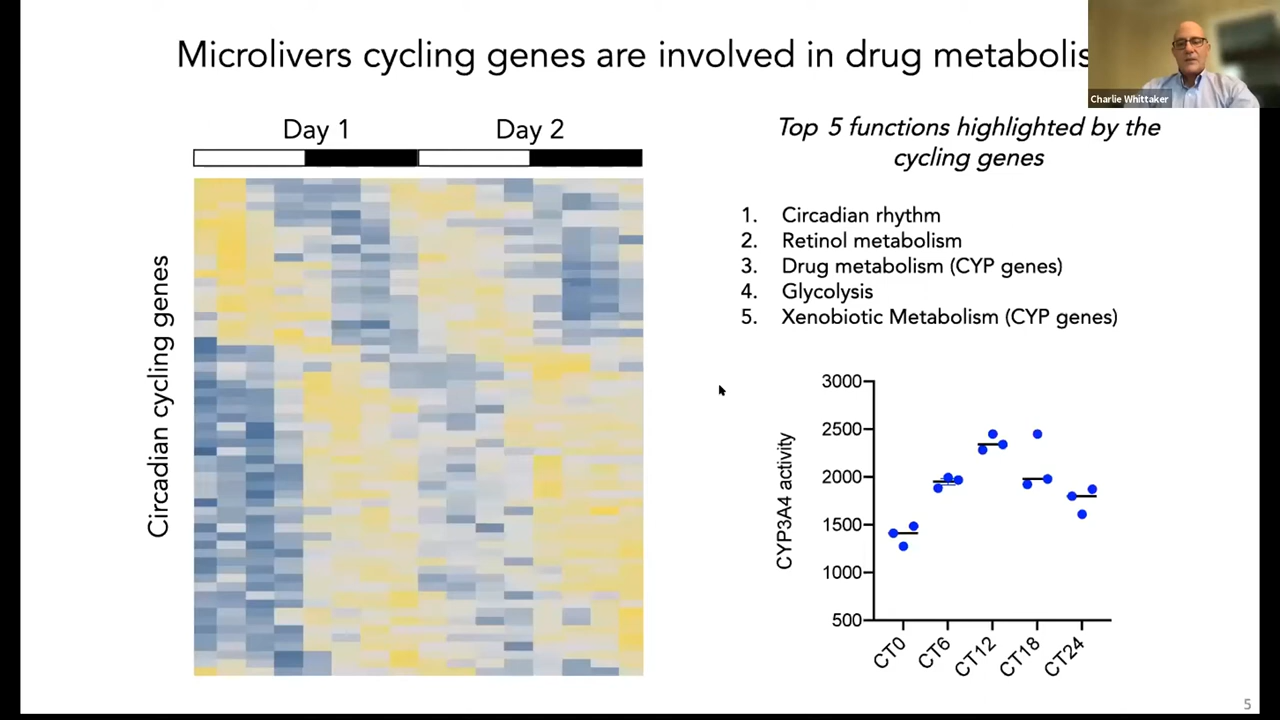 Microlivers cycling genes are involved in drug metabolis
Charlie Whittaker
Day 1
Day 2
Circadian cycling genes
Top 5 functions highlighted by the
cycling genes
1. Circadian rhythm
2. Retinol metabolism
3. Drug metabolism (CYP genes)
4. Glycolysis
5. Xenobiotic Metabolism (CYP genes)
CYP3A4 activity
3000
2500
2000
1500
1000
500
CT0
CT6
CT12
CT18
CT24
5